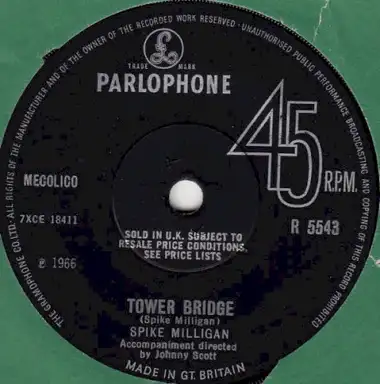 THE GRAMOPHONE CO. LTD. ALL RIGHTS OF THE MANUFACTURER AND OF THE OWNER OF THE RECORDED WORK RESERVED · UNAUTHORISED PUBLIC PERFORMANCE BROADCASTING AND COPYING OF THIS RECORD PROHIBITED
£
TRADE MARK
PARLOPHONE
45 R.P.M.
MECOLICO
7XCE 18411
R 5543
SOLD IN U.K. SUBJECT TO
RESALE PRICE CONDITIONS,
SEE PRICE LISTS
℗ 1966
TOWER BRIDGE
(Spike Milligan)
SPIKE MILLIGAN
Accompaniment directed
by Johnny Scott
MADE IN GT. BRITAIN